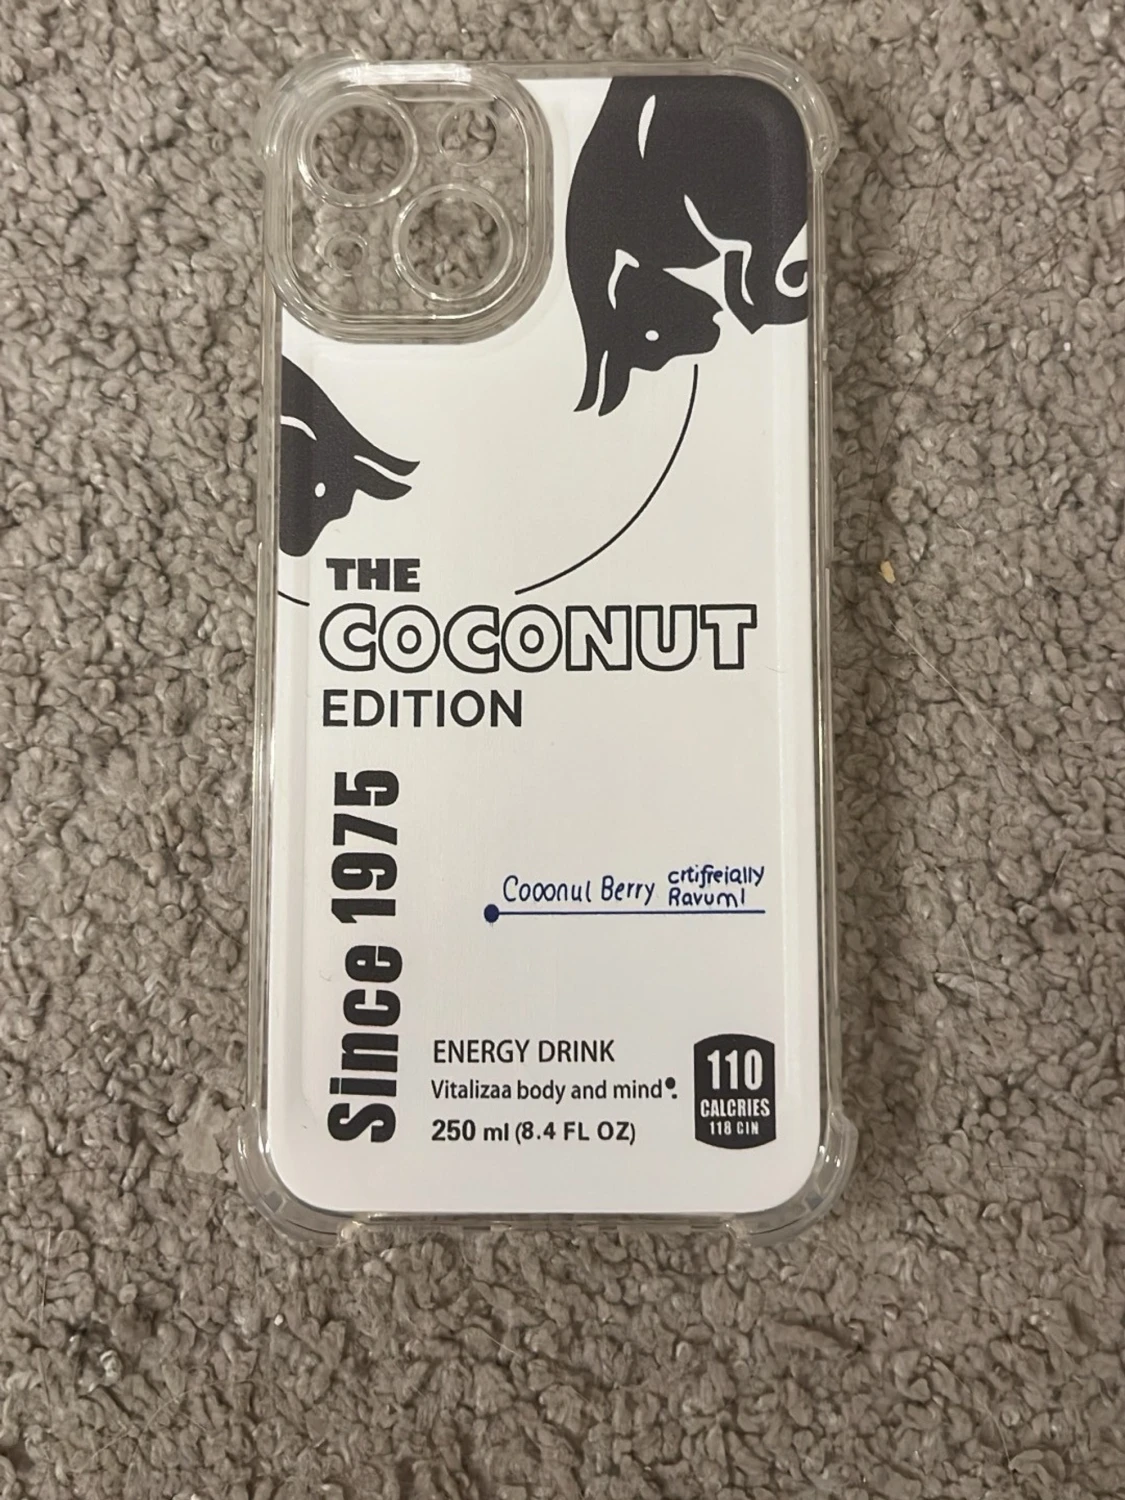 THE
COCONUT
EDITION
Since 1975
Cooonul Berry crtifreially
Ravuml
ENERGY DRINK
Vitalizaa body and mind
250 ml (8.4 FL OZ)
110
CALCRIES
118 CIN